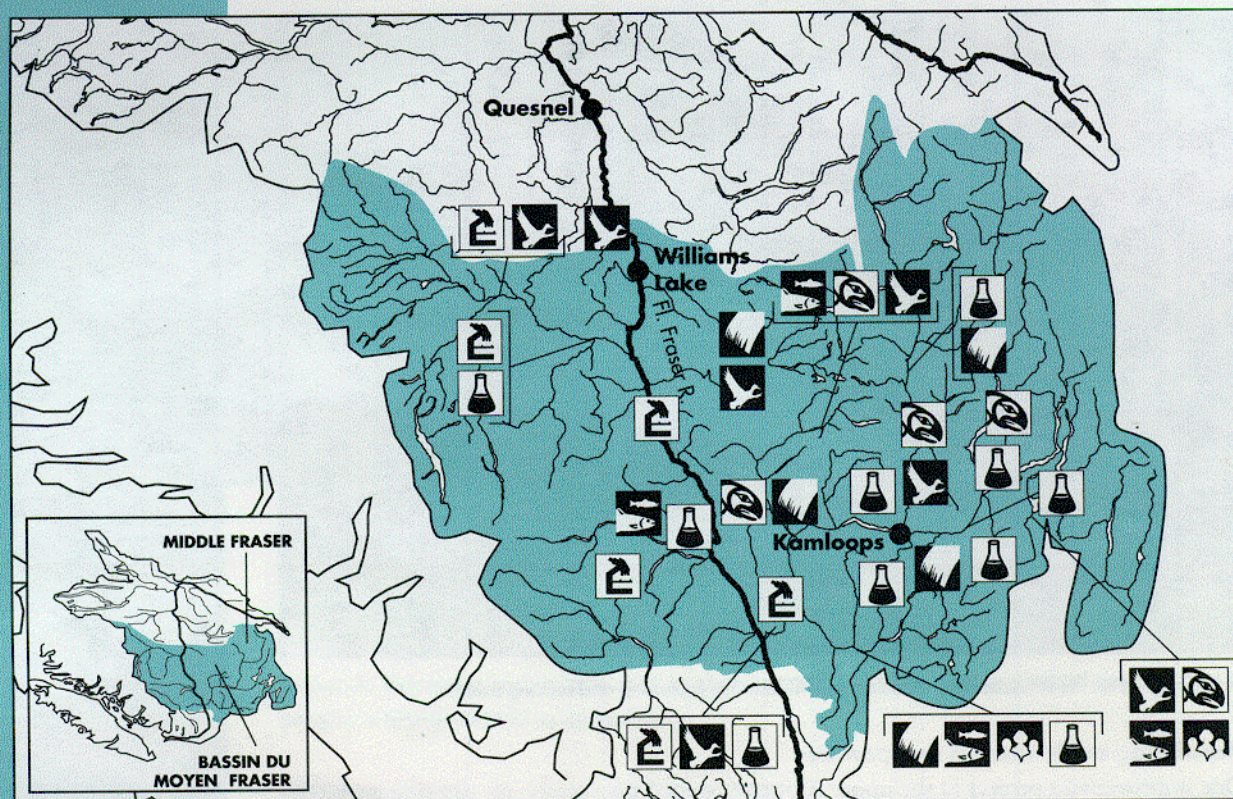 Quesnel
Williams
Lake
Fl. Fraser R.
Kamloops
MIDDLE FRASER
BASSIN DU
MOYEN FRASER